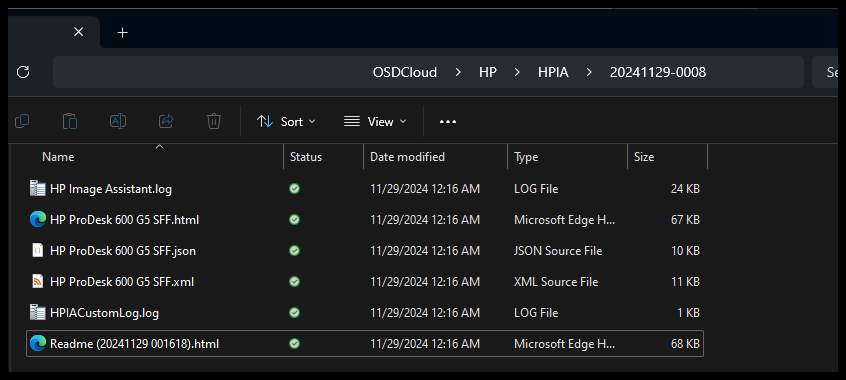 OSDCloud > HP > HPIA > 20241129-0008 Se
Sort View
Name Status Date modified Type Size
HP Image Assistant.log 11/29/2024 12:16 AM LOG File 24 KB
HP ProDesk 600 G5 SFF.html 11/29/2024 12:16 AM Microsoft Edge H... 67 KB
HP ProDesk 600 G5 SFF.json 11/29/2024 12:16 AM JSON Source File 10 KB
HP ProDesk 600 G5 SFF.xml 11/29/2024 12:16 AM XML Source File 11 KB
HPIACustomLog.log 11/29/2024 12:16 AM LOG File 1 KB
Readme (20241129 001618).html 11/29/2024 12:16 AM Microsoft Edge H... 68 KB